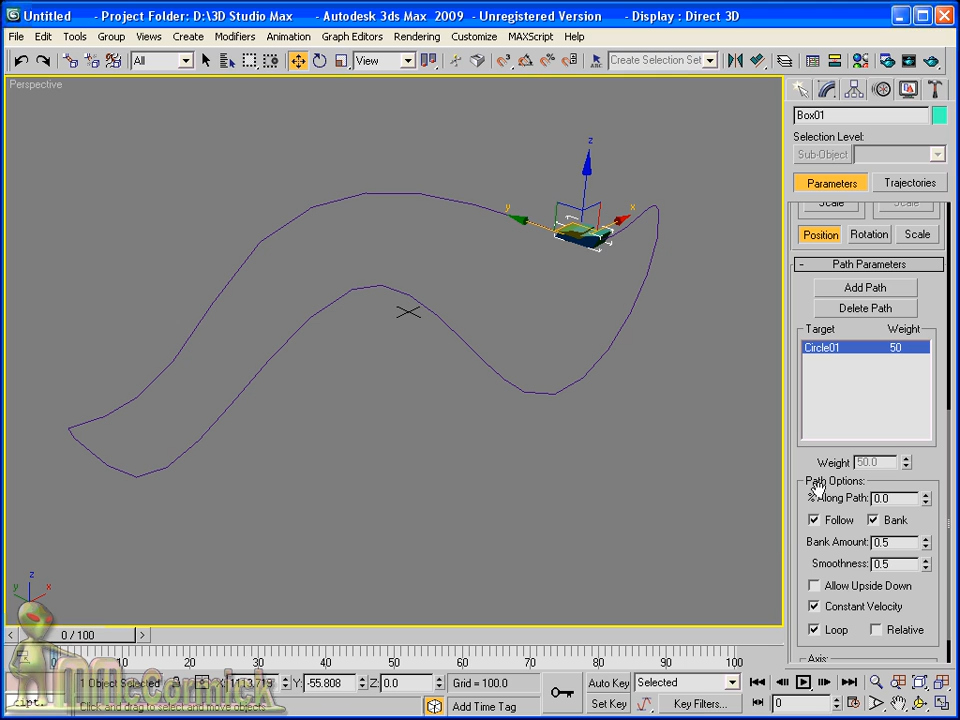 Untitled - Project Folder: D:\3D Studio Max - Autodesk 3ds Max 2009 - Unregistered Version - Display : Direct 3D
File Edit Tools Group Views Create Modifiers Animation Graph Editors Rendering Customize MAXScript Help
All View Create Selection Set
Perspective
Box01
Selection Level:
Sub-Object
Parameters Trajectories
Scale Scale
Position Rotation Scale
- Path Parameters
Add Path
Delete Path
Target Weight
Circle01 50
Weight 50.0
Path Options:
% Along Path: 0.0
Follow Bank
Bank Amount: 0.5
Smoothness: 0.5
Allow Upside Down
Constant Velocity
Loop Relative
Axis:
z
y
x
z
y
x
< 0 / 100 >
10 20 30 40 50 60 70 80 90 100
1 Object Selected X: Y: -55.808 Z: 0.0 Grid = 100.0 Auto Key Selected
Click and drag to select and move objects Add Time Tag Set Key Key Filters... 0
McCormick